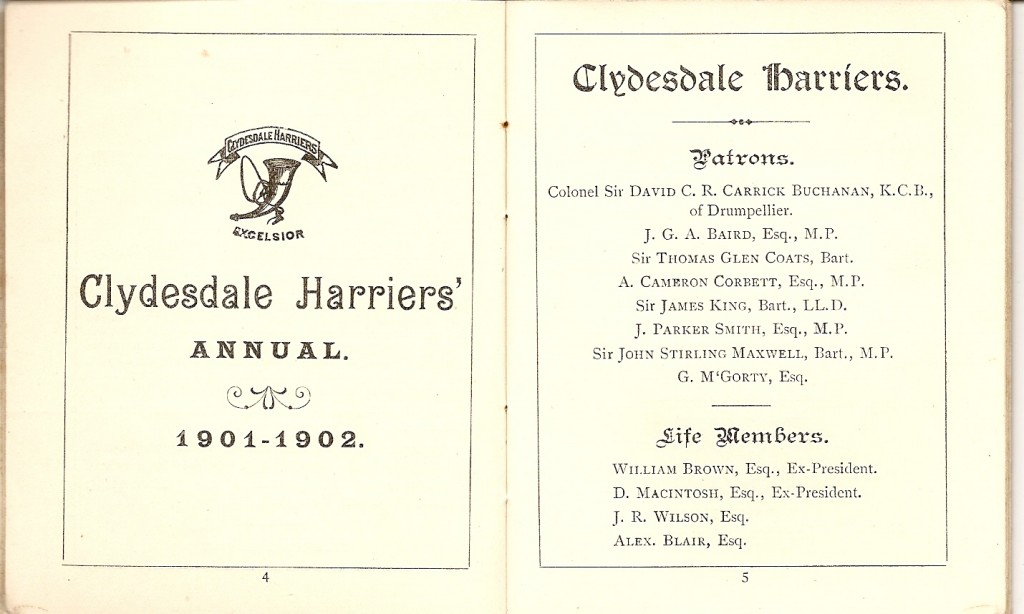 CLYDESDALE HARRIERS
EXCELSIOR
Clydesdale Harriers'
ANNUAL.
1901-1902.
4
Clydesdale Harriers.
Patrons.
Colonel Sir DAVID C. R. CARRICK BUCHANAN, K.C.B.,
of Drumpellier.
J. G. A. BAIRD, Esq., M.P.
Sir THOMAS GLEN COATS, Bart.
A. CAMERON CORBETT, Esq., M.P.
Sir JAMES KING, Bart., LL.D.
J. PARKER SMITH, Esq., M.P.
Sir JOHN STIRLING MAXWELL, Bart., M.P.
G. M‘GORTY, Esq.
Life Members.
WILLIAM BROWN, Esq., Ex-President.
D. MACINTOSH, Esq., Ex-President.
J. R. WILSON, Esq.
ALEX. BLAIR, Esq.
5